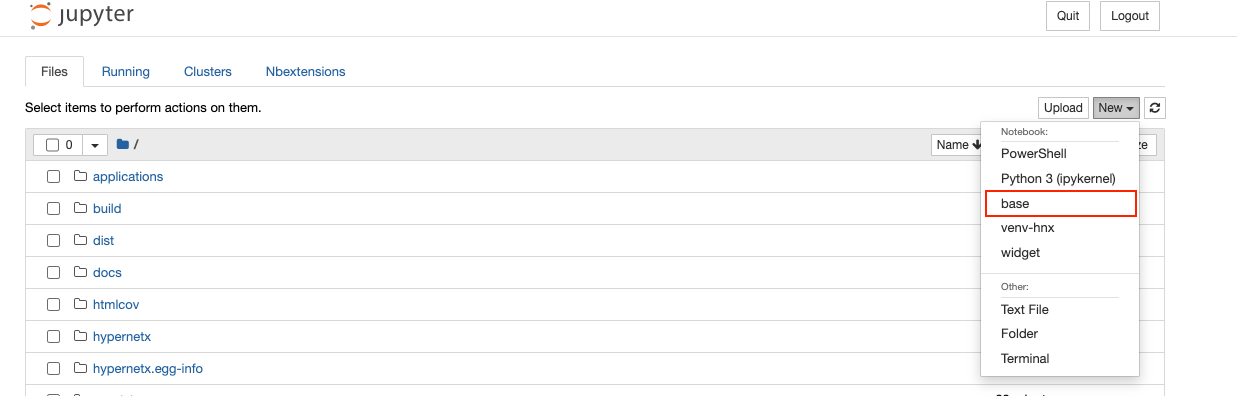 jupyter
Quit Logout
Files Running Clusters Nbextensions
Select items to perform actions on them.
Upload New
0 / Name
Notebook:
PowerShell
Python 3 (ipykernel)
base
venv-hnx
widget
Other:
Text File
Folder
Terminal
applications
build
dist
docs
htmlcov
hypernetx
hypernetx.egg-info